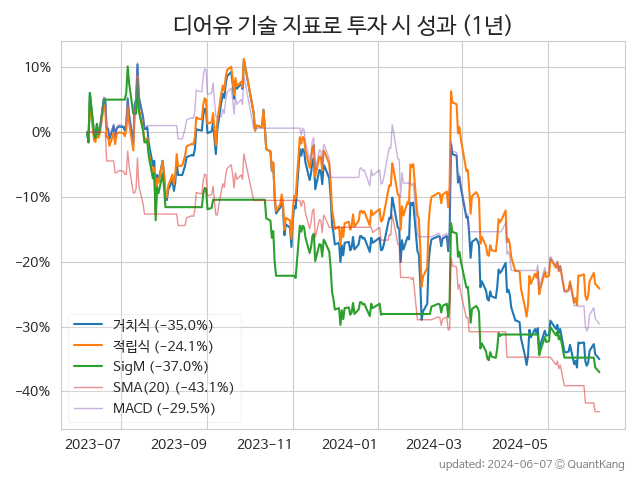 디어유 기술 지표로 투자 시 성과 (1년)
10%
0%
−10%
−20%
−30%
−40%
거치식 (−35.0%)
적립식 (−24.1%)
SigM (−37.0%)
SMA(20) (−43.1%)
MACD (−29.5%)
2023−07
2023−09
2023−11
2024−01
2024−03
2024−05
updated: 2024−06−07 © QuantKang